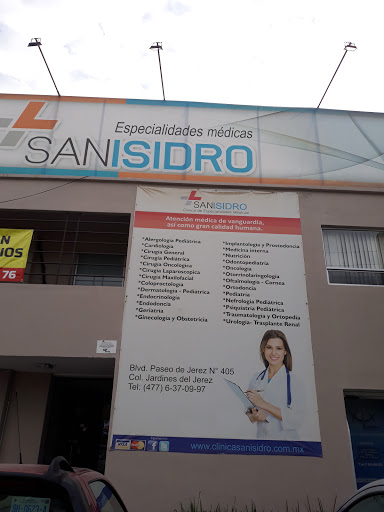 Especialidades médicas
SANISIDRO
SANISIDRO
Atención médica de vanguardia,
así como gran calidad humana.
*Alergología Pediátrica
*Cardiología
*Cirugía General
*Cirugía Pediátrica
*Cirugía Oncológica
*Cirugía Laparoscopica
*Cirugía Maxilofacial
*Coloproctología
*Dermatología - Pediátrica
*Endocrinología
*Endodoncia
*Geriatría
*Ginecología y Obstetricia
*Implantología y Prostodoncia
*Medicina interna
*Nutrición
*Odontopediatría
*Oncología
*Otorrinolaringología
*Oftalmología - Cornea
*Ortodoncia
*Pediatría
*Nefrología Pediátrica
*Psiquiatría Pediátrica
*Traumatología y Ortopedia
*Urología- Trasplante Renal
Blvd. Paseo de Jerez N° 405
Col. Jardines del Jerez
Tel: (477) 6-37-09-97
VISA
www.clinicasanisidro.com.mx
N
NOS
76